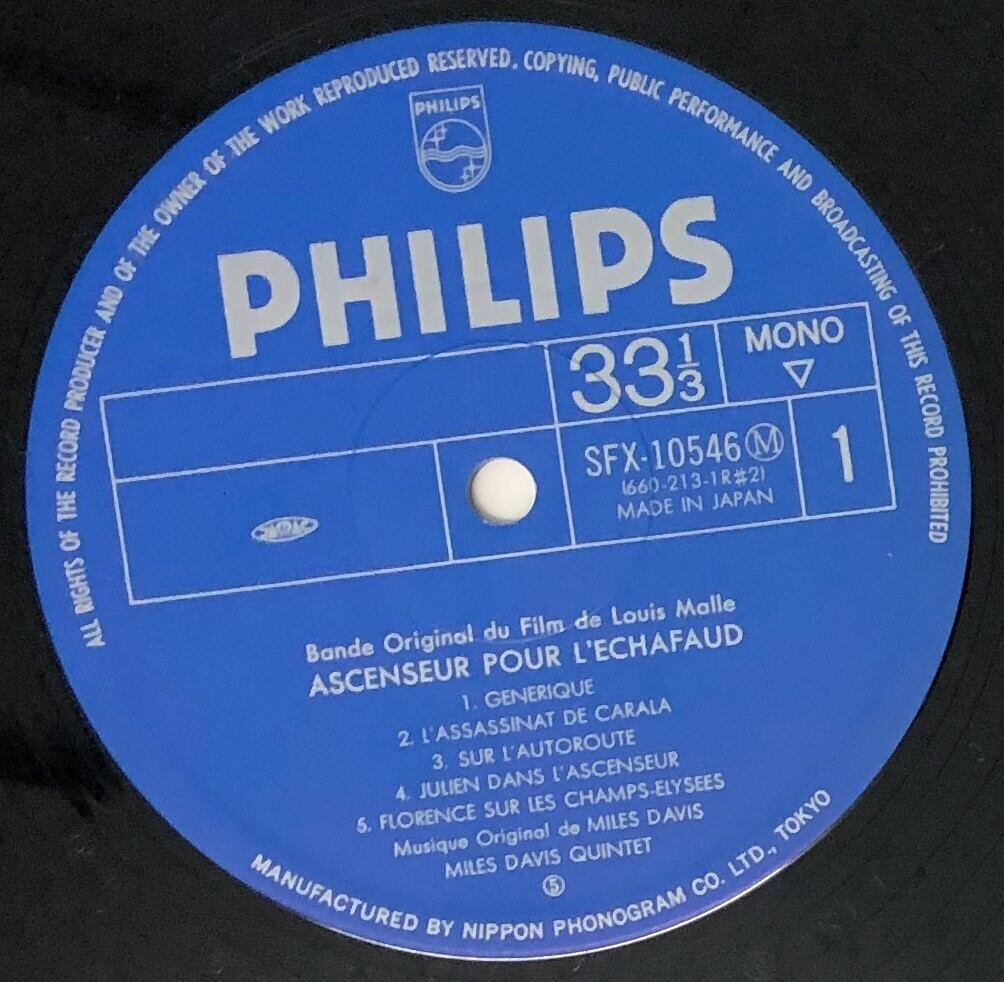 ALL RIGHTS OF THE RECORD PRODUCER AND OF THE OWNER OF THE WORK REPRODUCED RESERVED. COPYING, PUBLIC PERFORMANCE AND BROADCASTING OF THIS RECORD PROHIBITED
PHILIPS
PHILIPS
33 1/3
MONO
▽
SFX-10546 Ⓜ
(660-213-1R#2)
MADE IN JAPAN
1
Bande Original du Film de Louis Malle
ASCENSEUR POUR L'ECHAFAUD
1. GENERIQUE
2. L'ASSASSINAT DE CARALA
3. SUR L'AUTOROUTE
4. JULIEN DANS L'ASCENSEUR
5. FLORENCE SUR LES CHAMPS-ELYSEES
Musique Original de MILES DAVIS
MILES DAVIS QUINTET
⑤
MANUFACTURED BY NIPPON PHONOGRAM CO. LTD., TOKYO